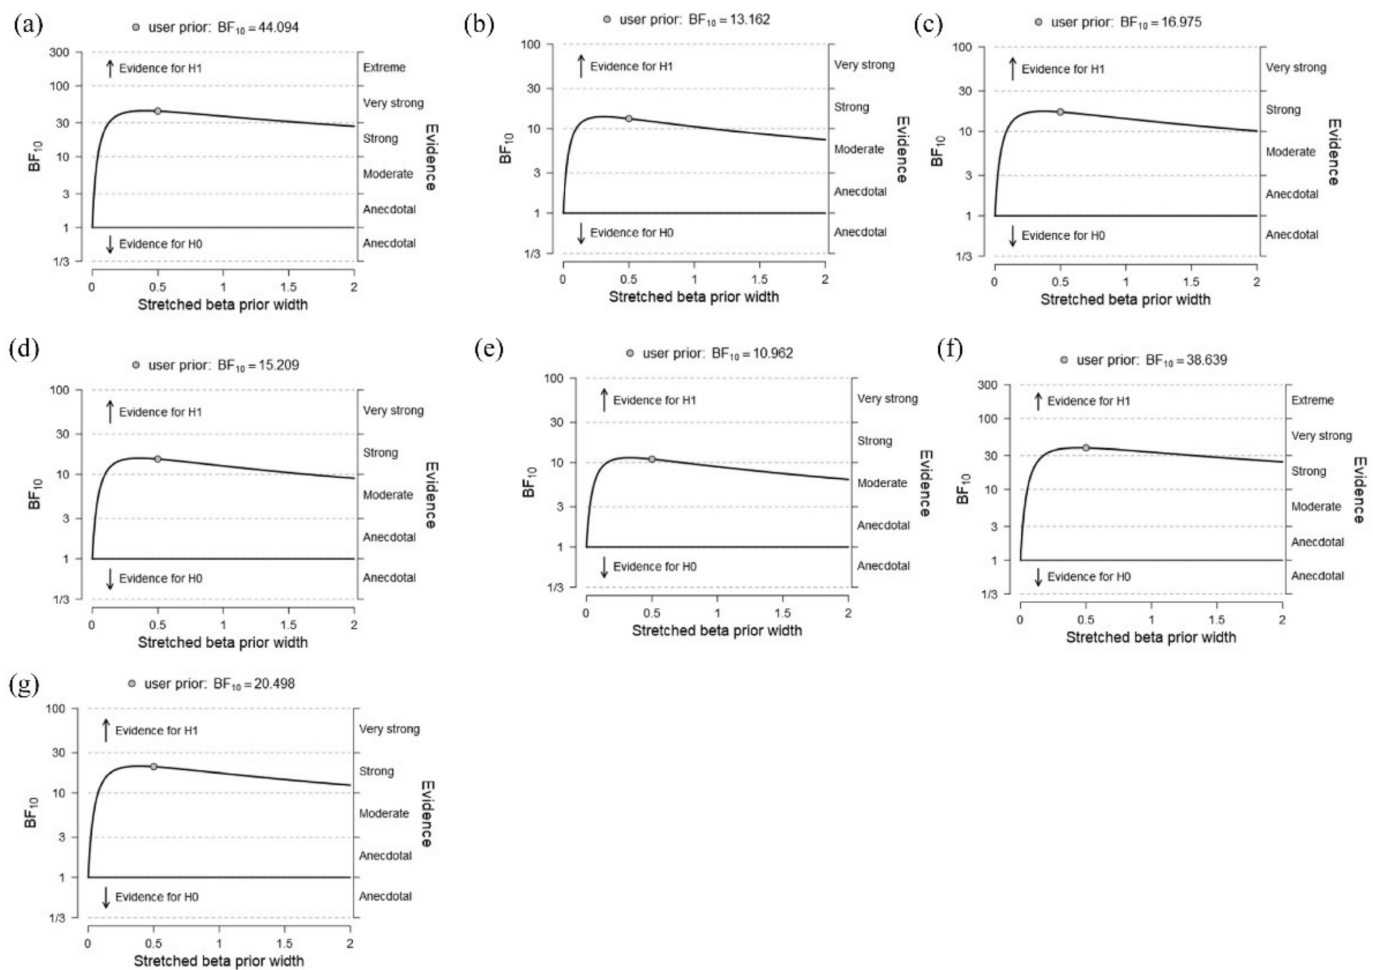 (a)
user prior: BF10 = 44.094
300
100
30
10
3
1
1/3
BF10
Evidence for H1
Evidence for H0
Extreme
Very strong
Strong
Moderate
Anecdotal
Anecdotal
Evidence
0 0.5 1 1.5 2
Stretched beta prior width
(b)
user prior: BF10 = 13.162
100
30
10
3
1
1/3
BF10
Evidence for H1
Evidence for H0
Very strong
Strong
Moderate
Anecdotal
Anecdotal
Evidence
0 0.5 1 1.5 2
Stretched beta prior width
(c)
user prior: BF10 = 16.975
100
30
10
3
1
1/3
BF10
Evidence for H1
Evidence for H0
Very strong
Strong
Moderate
Anecdotal
Anecdotal
Evidence
0 0.5 1 1.5 2
Stretched beta prior width
(d)
user prior: BF10 = 15.209
100
30
10
3
1
1/3
BF10
Evidence for H1
Evidence for H0
Very strong
Strong
Moderate
Anecdotal
Anecdotal
Evidence
0 0.5 1 1.5 2
Stretched beta prior width
(e)
user prior: BF10 = 10.962
100
30
10
3
1
1/3
BF10
Evidence for H1
Evidence for H0
Very strong
Strong
Moderate
Anecdotal
Anecdotal
Evidence
0 0.5 1 1.5 2
Stretched beta prior width
(f)
user prior: BF10 = 38.639
300
100
30
10
3
1
1/3
BF10
Evidence for H1
Evidence for H0
Extreme
Very strong
Strong
Moderate
Anecdotal
Anecdotal
Evidence
0 0.5 1 1.5 2
Stretched beta prior width
(g)
user prior: BF10 = 20.498
100
30
10
3
1
1/3
BF10
Evidence for H1
Evidence for H0
Very strong
Strong
Moderate
Anecdotal
Anecdotal
Evidence
0 0.5 1 1.5 2
Stretched beta prior width